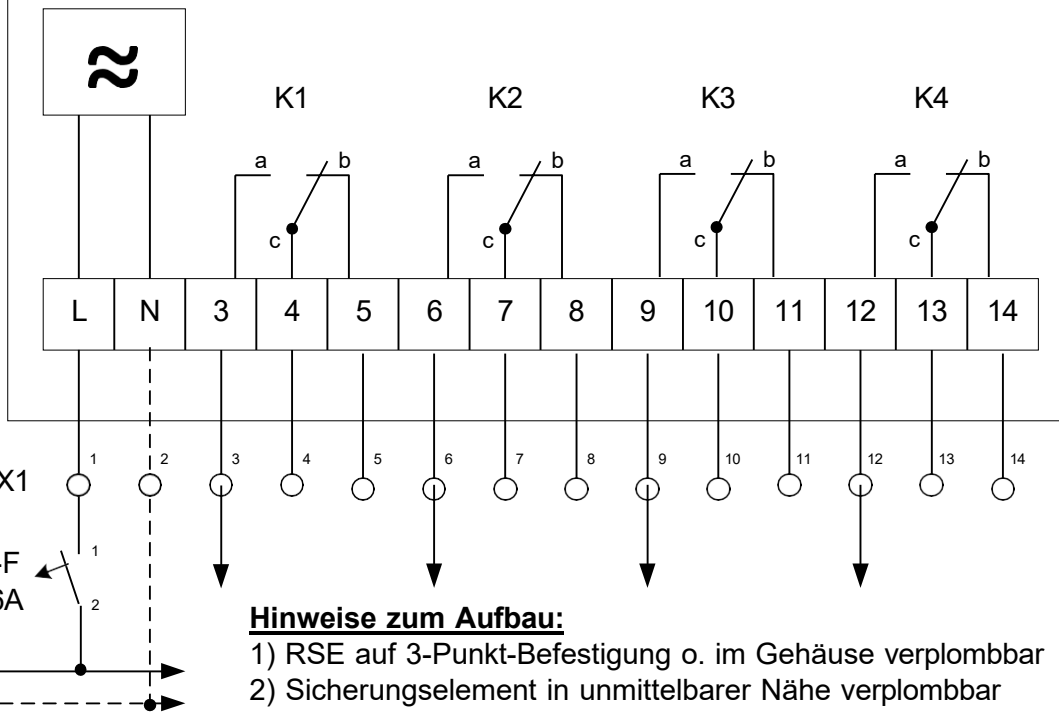 ≈
K1 K2 K3 K4
a b a b a b a b
c c c c
L N 3 4 5 6 7 8 9 10 11 12 13 14
1 2 3 4 5 6 7 8 9 10 11 12 13 14
X1
1
-F
6A
2
Hinweise zum Aufbau:
1) RSE auf 3-Punkt-Befestigung o. im Gehäuse verplombbar
2) Sicherungselement in unmittelbarer Nähe verplombbar